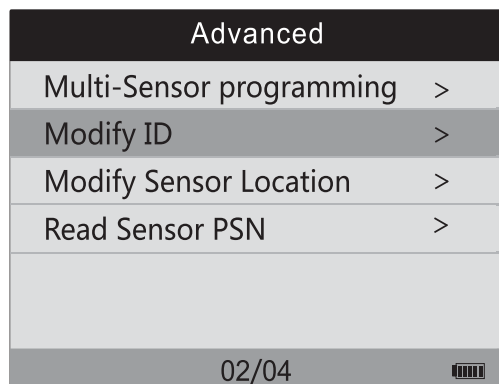 Advanced
Multi-Sensor programming >
Modify ID >
Modify Sensor Location >
Read Sensor PSN >
02/04